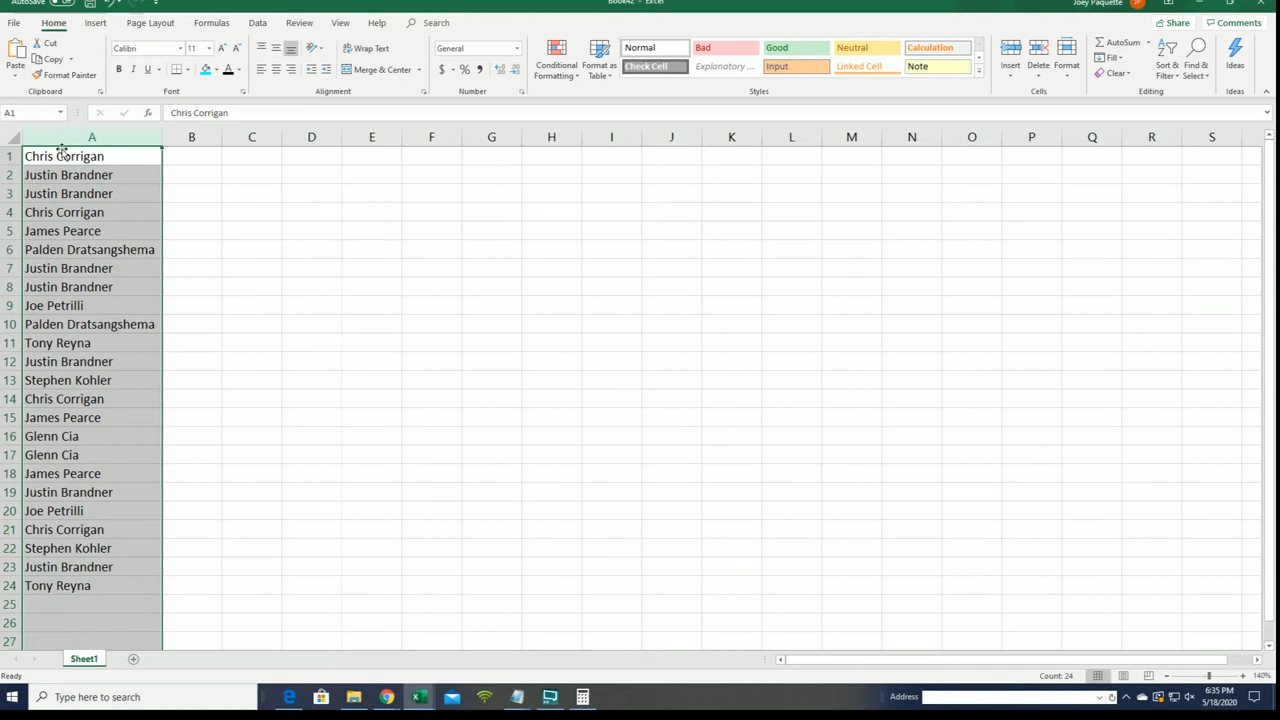 AutoSave
Book42 - Excel
Joey Paquette
File Home Insert Page Layout Formulas Data Review View Help Search Share Comments
Paste Cut Copy Format Painter Clipboard
Calibri 11 B I U A A A Font
Wrap Text Merge & Center Alignment
General $ % Number
Conditional Formatting Format as Table
Normal Bad Good Neutral Calculation
Check Cell Explanatory ... Input Linked Cell Note
Styles
Insert Delete Format Cells
AutoSum Fill Clear Sort & Filter Find & Select Editing
Ideas Ideas
A1 fx Chris Corrigan
A B C D E F G H I J K L M N O P Q R S
1 Chris Corrigan
2 Justin Brandner
3 Justin Brandner
4 Chris Corrigan
5 James Pearce
6 Palden Dratsangshema
7 Justin Brandner
8 Justin Brandner
9 Joe Petrilli
10 Palden Dratsangshema
11 Tony Reyna
12 Justin Brandner
13 Stephen Kohler
14 Chris Corrigan
15 James Pearce
16 Glenn Cia
17 Glenn Cia
18 James Pearce
19 Justin Brandner
20 Joe Petrilli
21 Chris Corrigan
22 Stephen Kohler
23 Justin Brandner
24 Tony Reyna
25
26
27
Sheet1
Ready Count: 24 140%
Type here to search Address 6:35 PM
5/18/2020